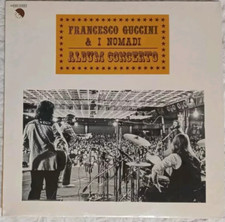 FRANCESCO GUCCINI
& I NOMADI
ALBUM CONCERTO